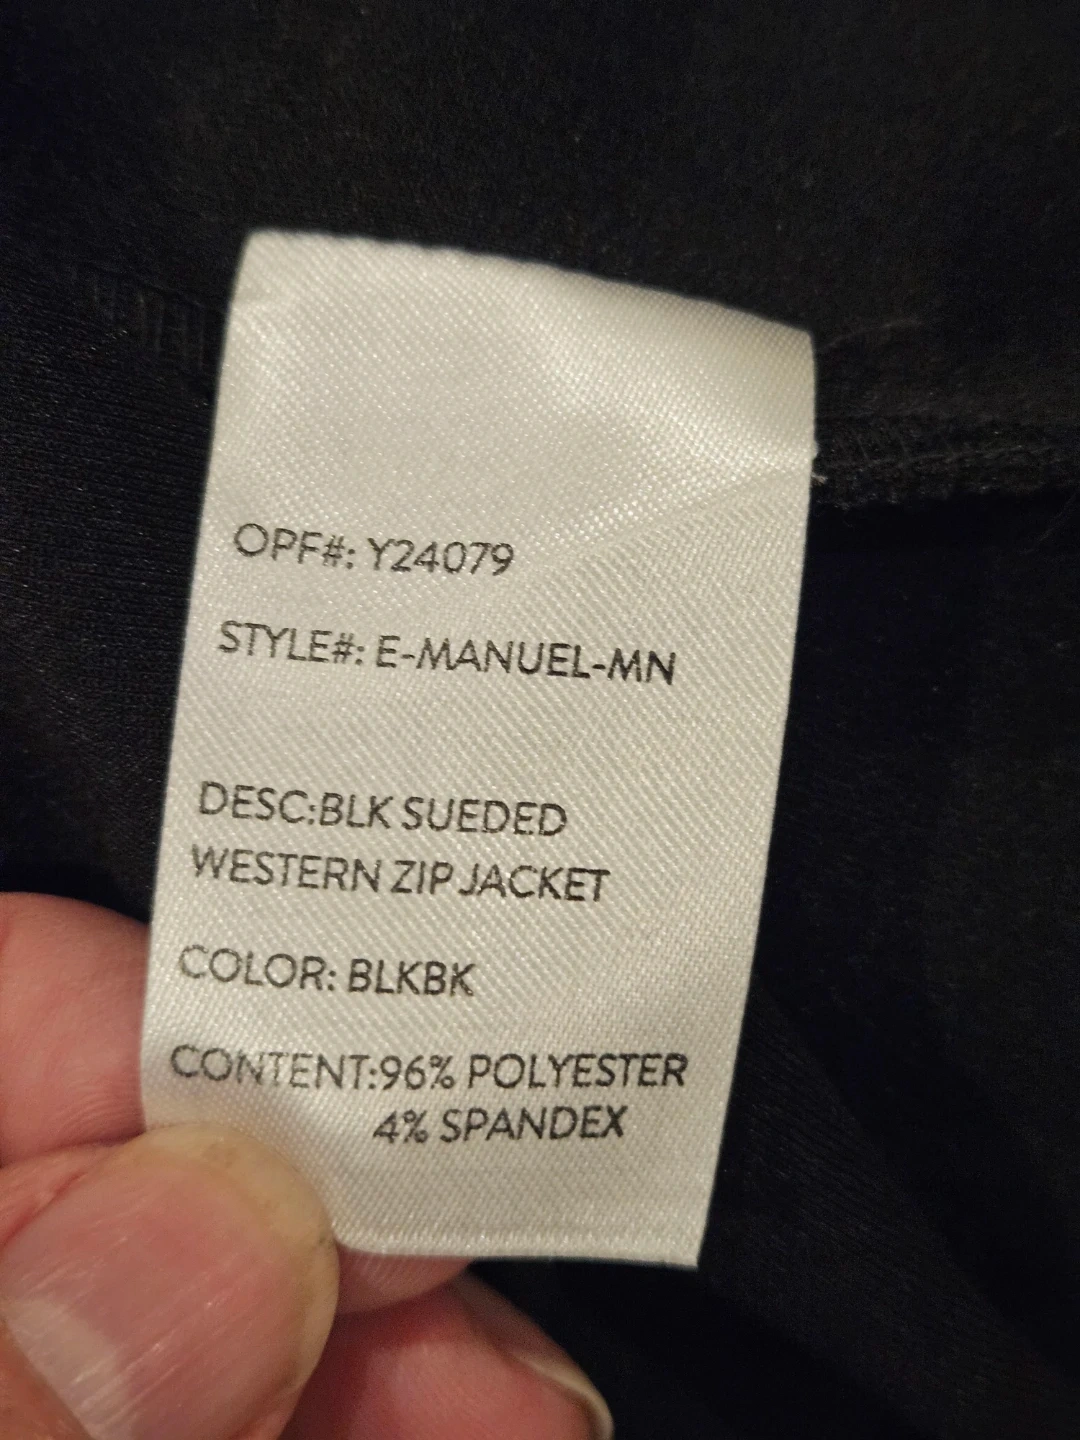 OPF#: Y24079
STYLE#: E-MANUEL-MN
DESC:BLK SUEDED
WESTERN ZIP JACKET
COLOR: BLKBK
CONTENT:96% POLYESTER
4% SPANDEX